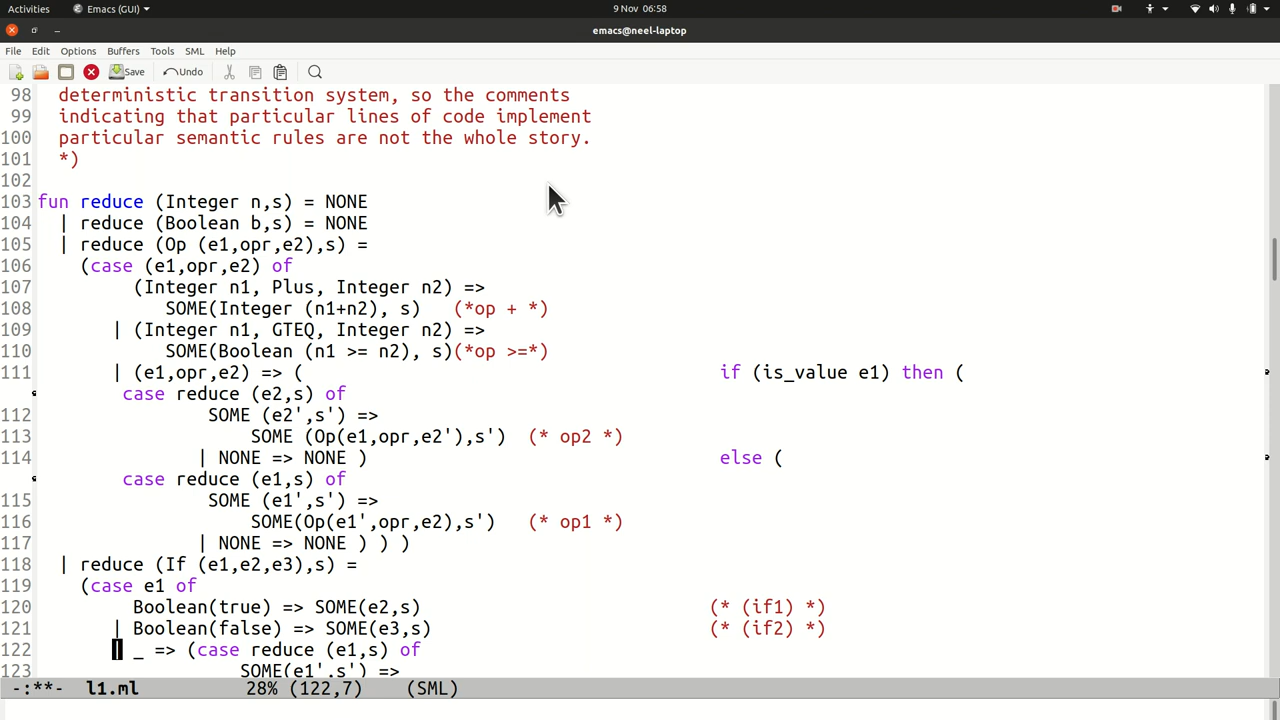 Activities Emacs (GUI) 9 Nov 06:58
emacs@neel-laptop
File Edit Options Buffers Tools SML Help
Save Undo
98 deterministic transition system, so the comments
99 indicating that particular lines of code implement
100 particular semantic rules are not the whole story.
101 *)
102
103 fun reduce (Integer n,s) = NONE
104 | reduce (Boolean b,s) = NONE
105 | reduce (Op (e1,opr,e2),s) =
106 (case (e1,opr,e2) of
107 (Integer n1, Plus, Integer n2) =>
108 SOME(Integer (n1+n2), s) (*op + *)
109 | (Integer n1, GTEQ, Integer n2) =>
110 SOME(Boolean (n1 >= n2), s)(*op >=*)
111 | (e1,opr,e2) => ( if (is_value e1) then (
case reduce (e2,s) of
112 SOME (e2',s') =>
113 SOME (Op(e1,opr,e2'),s') (* op2 *)
114 | NONE => NONE ) else (
case reduce (e1,s) of
115 SOME (e1',s') =>
116 SOME(Op(e1',opr,e2),s') (* op1 *)
117 | NONE => NONE ) ) )
118 | reduce (If (e1,e2,e3),s) =
119 (case e1 of
120 Boolean(true) => SOME(e2,s) (* (if1) *)
121 | Boolean(false) => SOME(e3,s) (* (if2) *)
122 | _ => (case reduce (e1,s) of
123 SOME(e1',s') =>
-:**- l1.ml 28% (122,7) (SML)